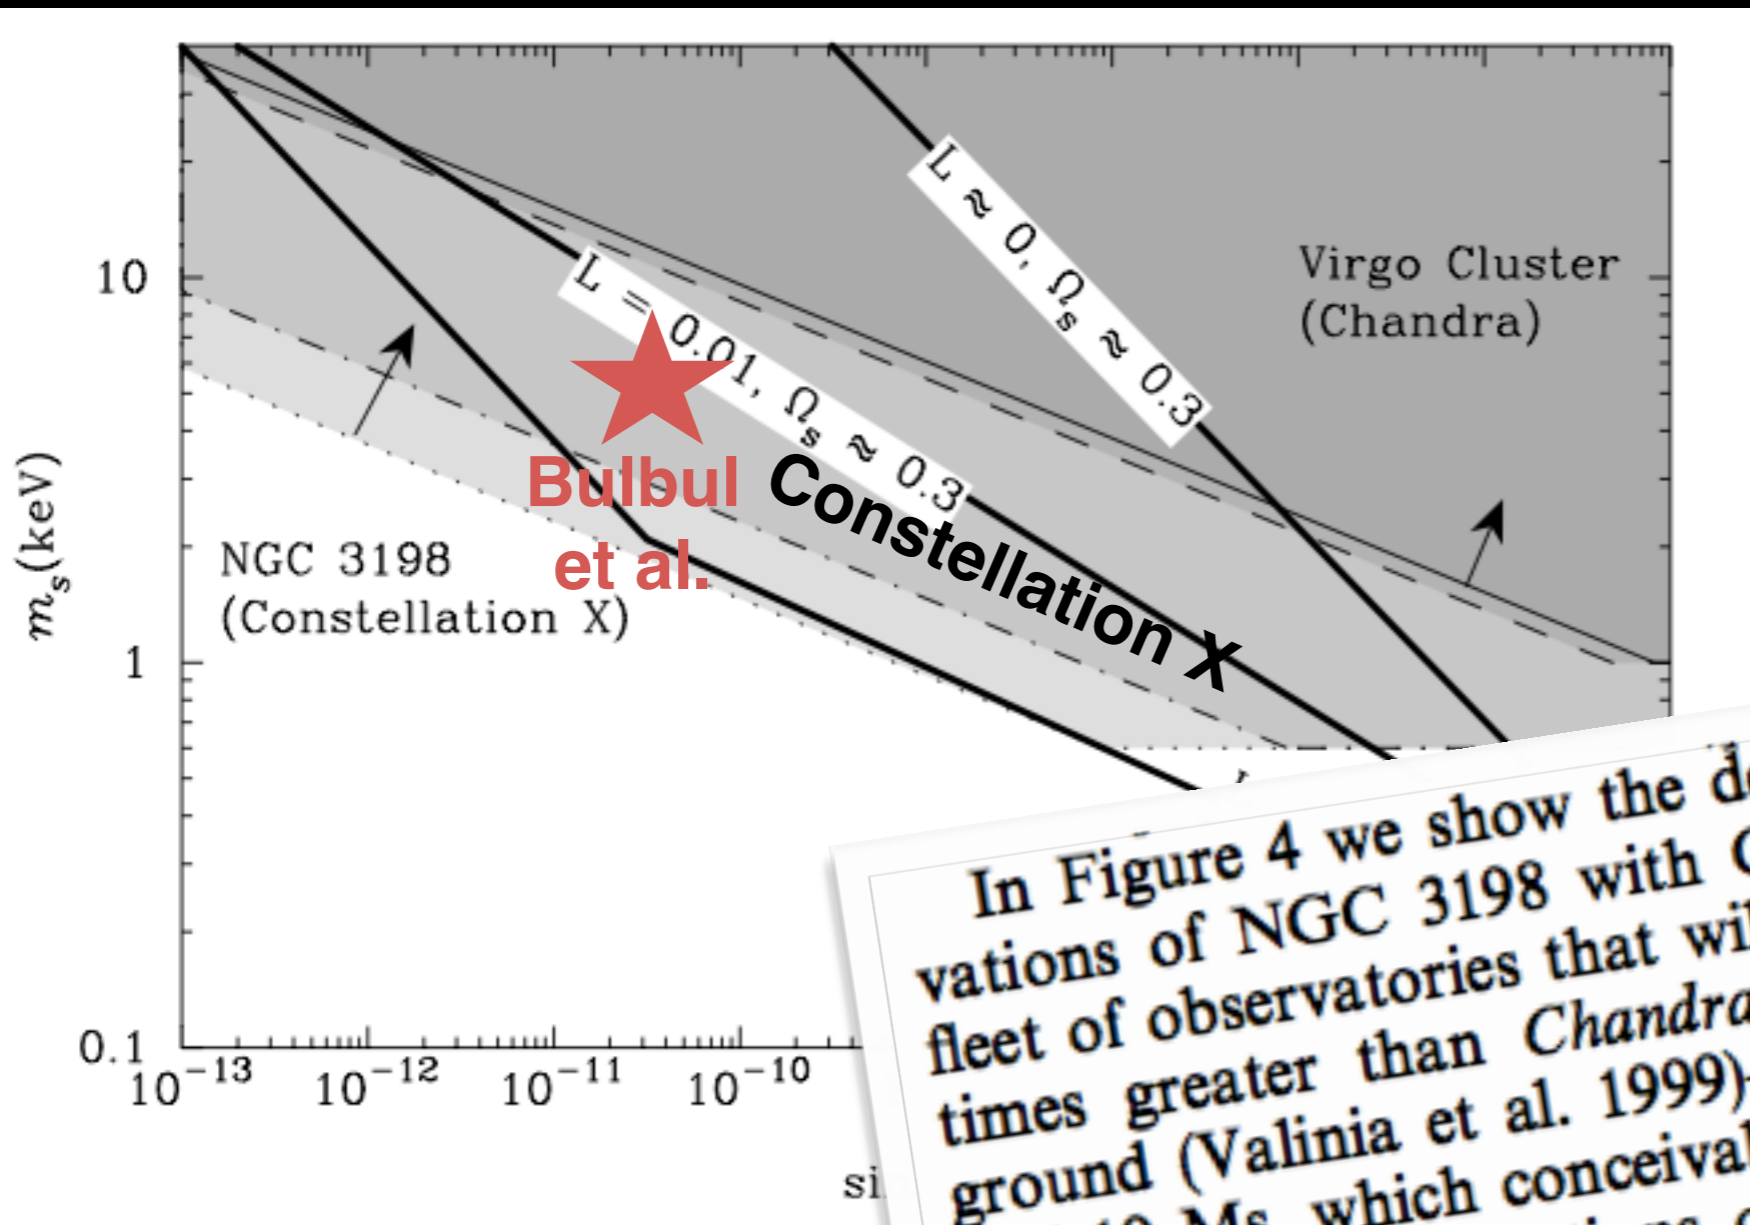 L ≈ 0, Ωs ≈ 0.3
Virgo Cluster
(Chandra)
10
L = 0.01, Ωs ≈ 0.3
Bulbul
et al.
Constellation X
NGC 3198
(Constellation X)
ms(keV)
1
0.1
10−13 10−12 10−11 10−10
In Figure 4 we show the
vations of NGC 3198 with
fleet of observatories that
times greater than Chandra
ground (Valinia et al. 1999)
Ms, which